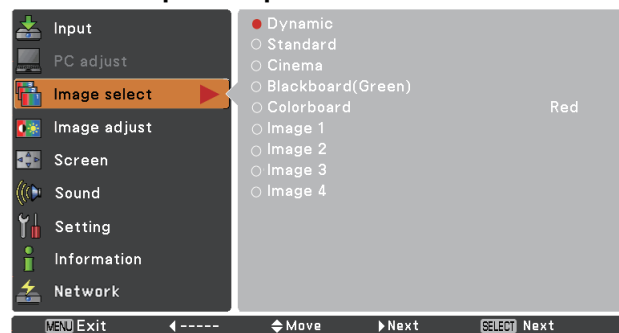 Input
PC adjust
Image select
Image adjust
Screen
Sound
Setting
Information
Network
Dynamic
Standard
Cinema
Blackboard(Green)
Colorboard Red
Image 1
Image 2
Image 3
Image 4
MENU Exit ◀----- Move ▶Next SELECT Next